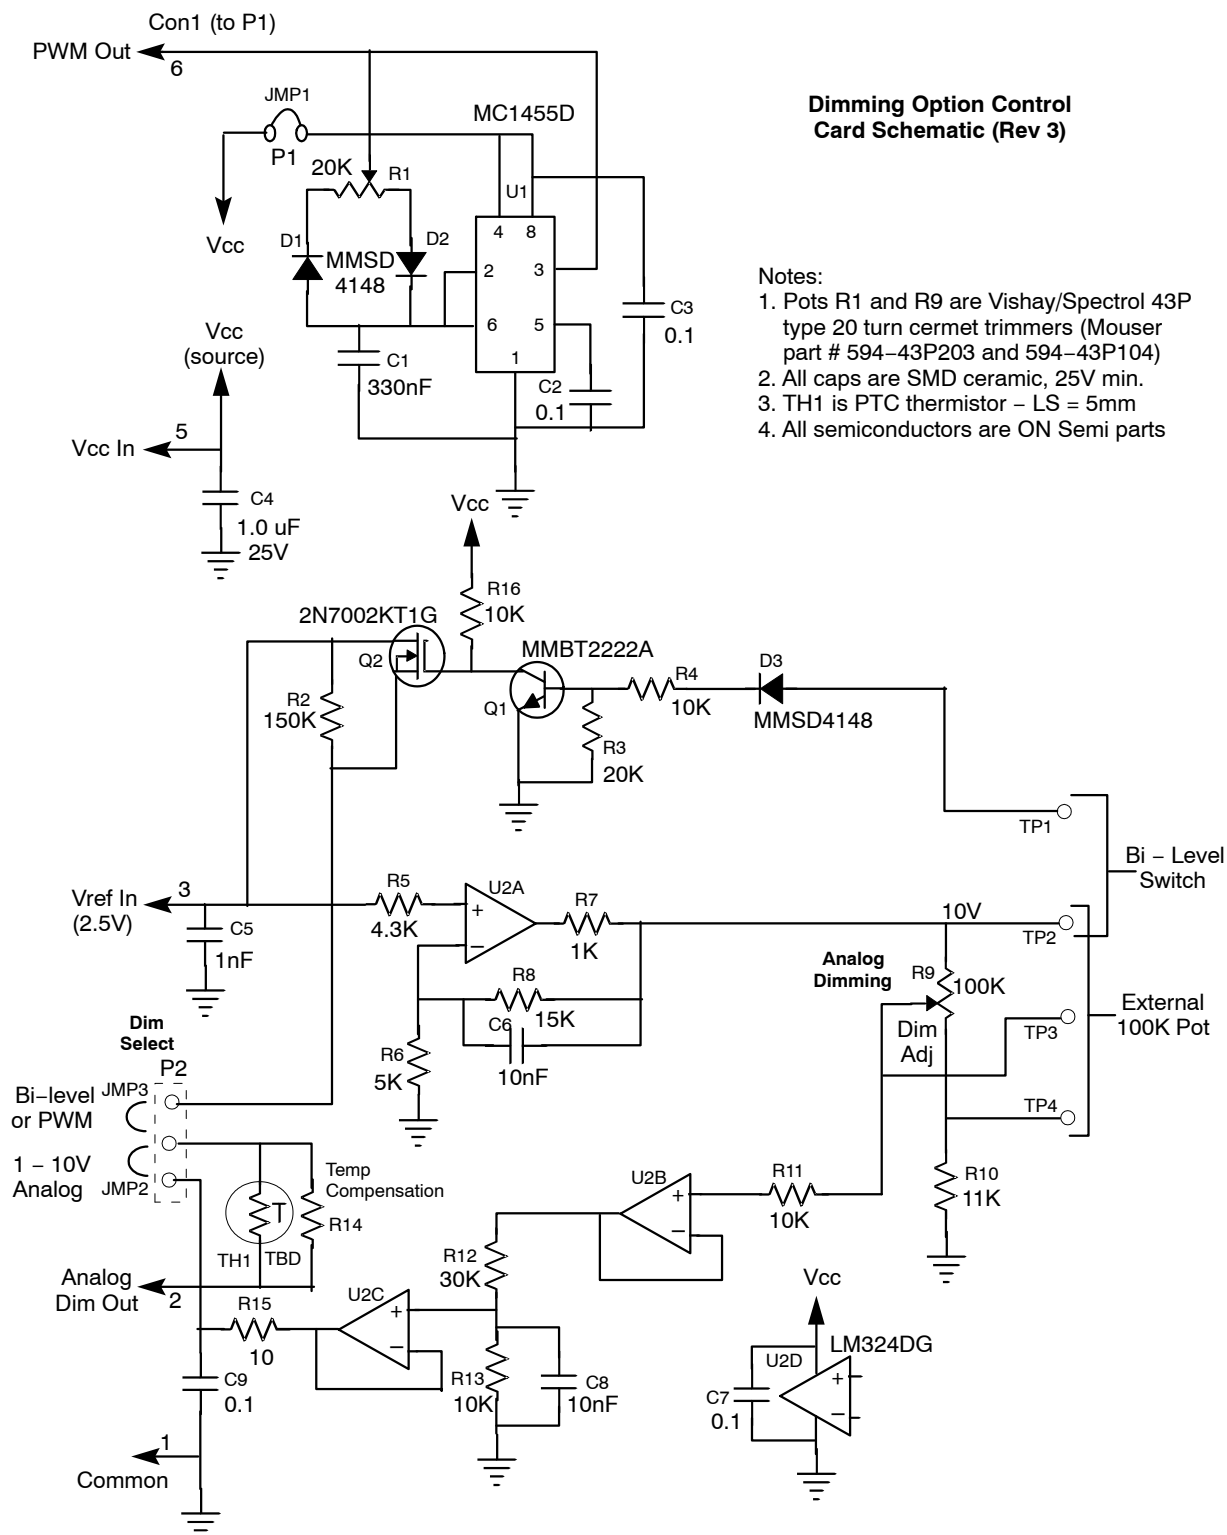 Con1 (to P1)
PWM Out
6
JMP1
P1
MC1455D
Dimming Option Control
Card Schematic (Rev 3)
20K
R1
U1
Vcc
D1
MMSD
4148
D2
4
8
2
3
6
5
1
C3
0.1
C1
330nF
C2
0.1
Notes:
1. Pots R1 and R9 are Vishay/Spectrol 43P
type 20 turn cermet trimmers (Mouser
part # 594−43P203 and 594−43P104)
2. All caps are SMD ceramic, 25V min.
3. TH1 is PTC thermistor − LS = 5mm
4. All semiconductors are ON Semi parts
Vcc
(source)
Vcc In
5
C4
1.0 uF
25V
Vcc
R16
10K
2N7002KT1G
Q2
MMBT2222A
Q1
R4
10K
D3
MMSD4148
R2
150K
R3
20K
TP1
Bi − Level
Switch
Vref In
(2.5V)
3
C5
1nF
R5
4.3K
U2A
+
−
R7
1K
10V
TP2
Analog
Dimming
R9
100K
Dim
Adj
TP3
External
100K Pot
TP4
R8
15K
C6
10nF
R6
5K
Dim
Select
P2
JMP3
Bi−level
or PWM
1 − 10V
Analog
JMP2
Temp
Compensation
T
R14
TH1
TBD
U2B
+
−
R11
10K
R10
11K
Analog
Dim Out
2
R15
10
U2C
+
−
R12
30K
R13
10K
C8
10nF
Vcc
LM324DG
U2D
+
−
C7
0.1
C9
0.1
1
Common